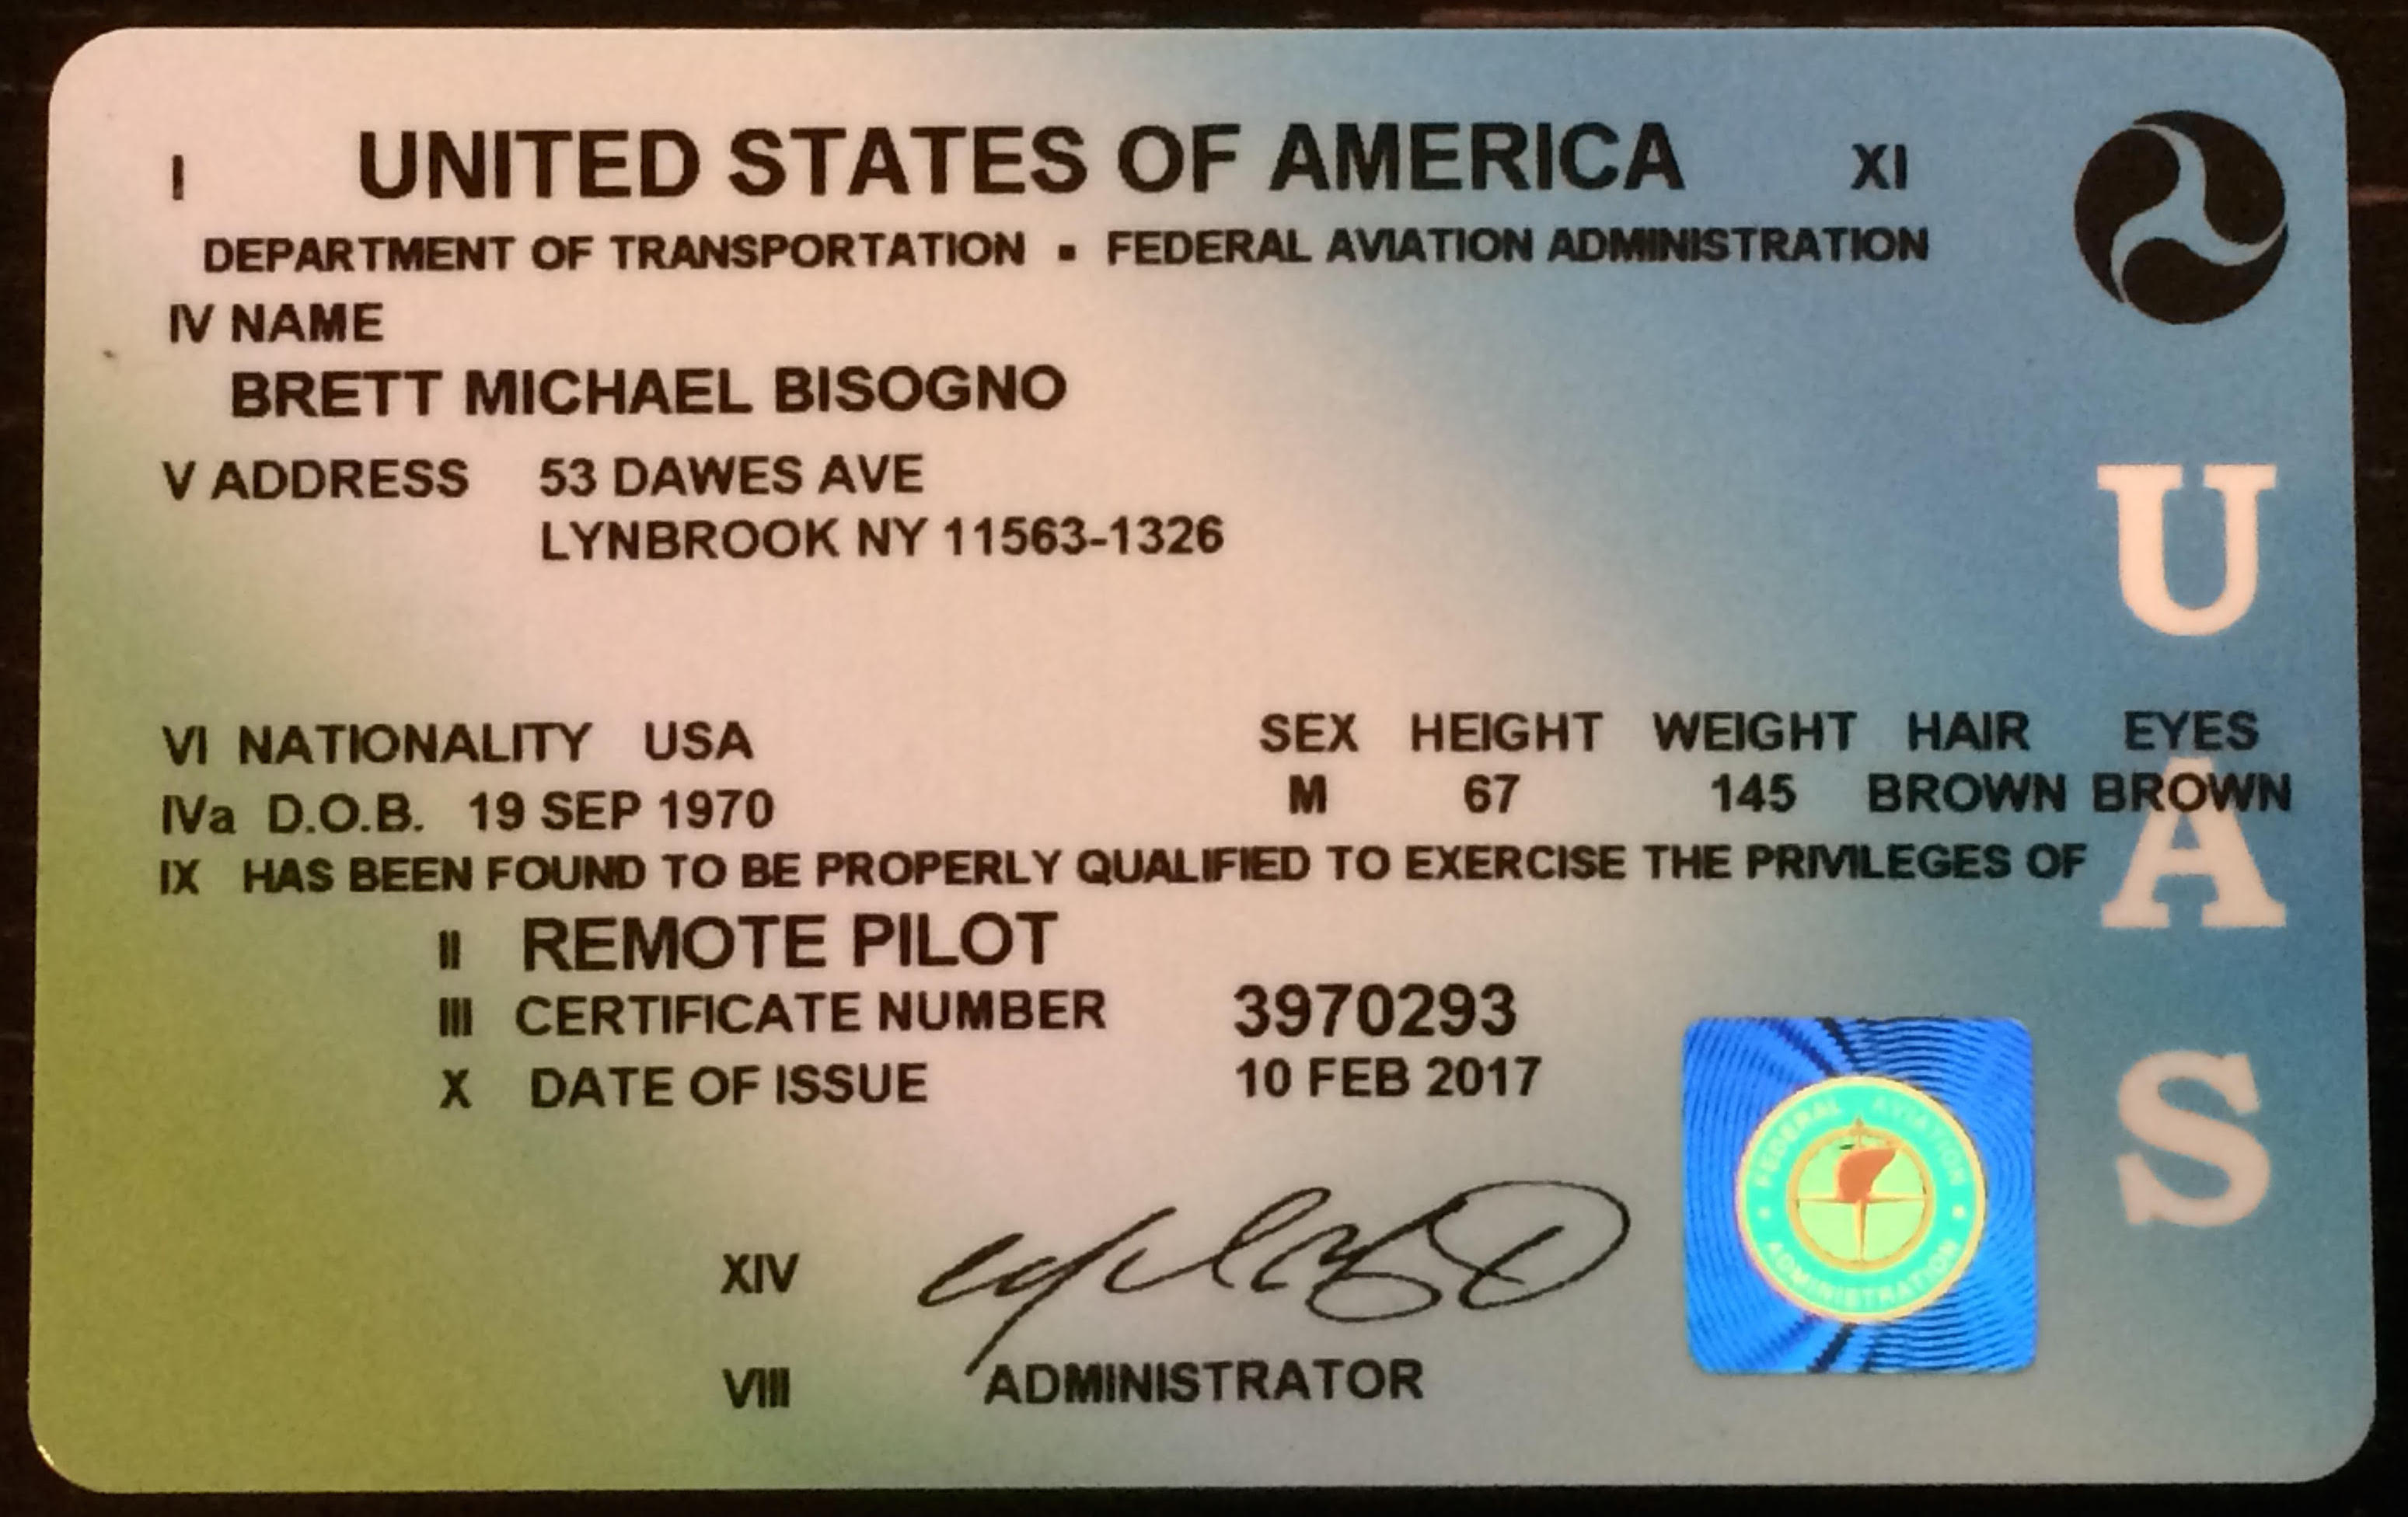 I UNITED STATES OF AMERICA XI
DEPARTMENT OF TRANSPORTATION ▪ FEDERAL AVIATION ADMINISTRATION
IV NAME
BRETT MICHAEL BISOGNO
V ADDRESS 53 DAWES AVE
LYNBROOK NY 11563-1326
VI NATIONALITY USA SEX HEIGHT WEIGHT HAIR EYES
IVa D.O.B. 19 SEP 1970 M 67 145 BROWN BROWN
IX HAS BEEN FOUND TO BE PROPERLY QUALIFIED TO EXERCISE THE PRIVILEGES OF
II REMOTE PILOT
III CERTIFICATE NUMBER 3970293
X DATE OF ISSUE 10 FEB 2017
XIV
VIII ADMINISTRATOR
FEDERAL AVIATION ADMINISTRATION
U
A
S